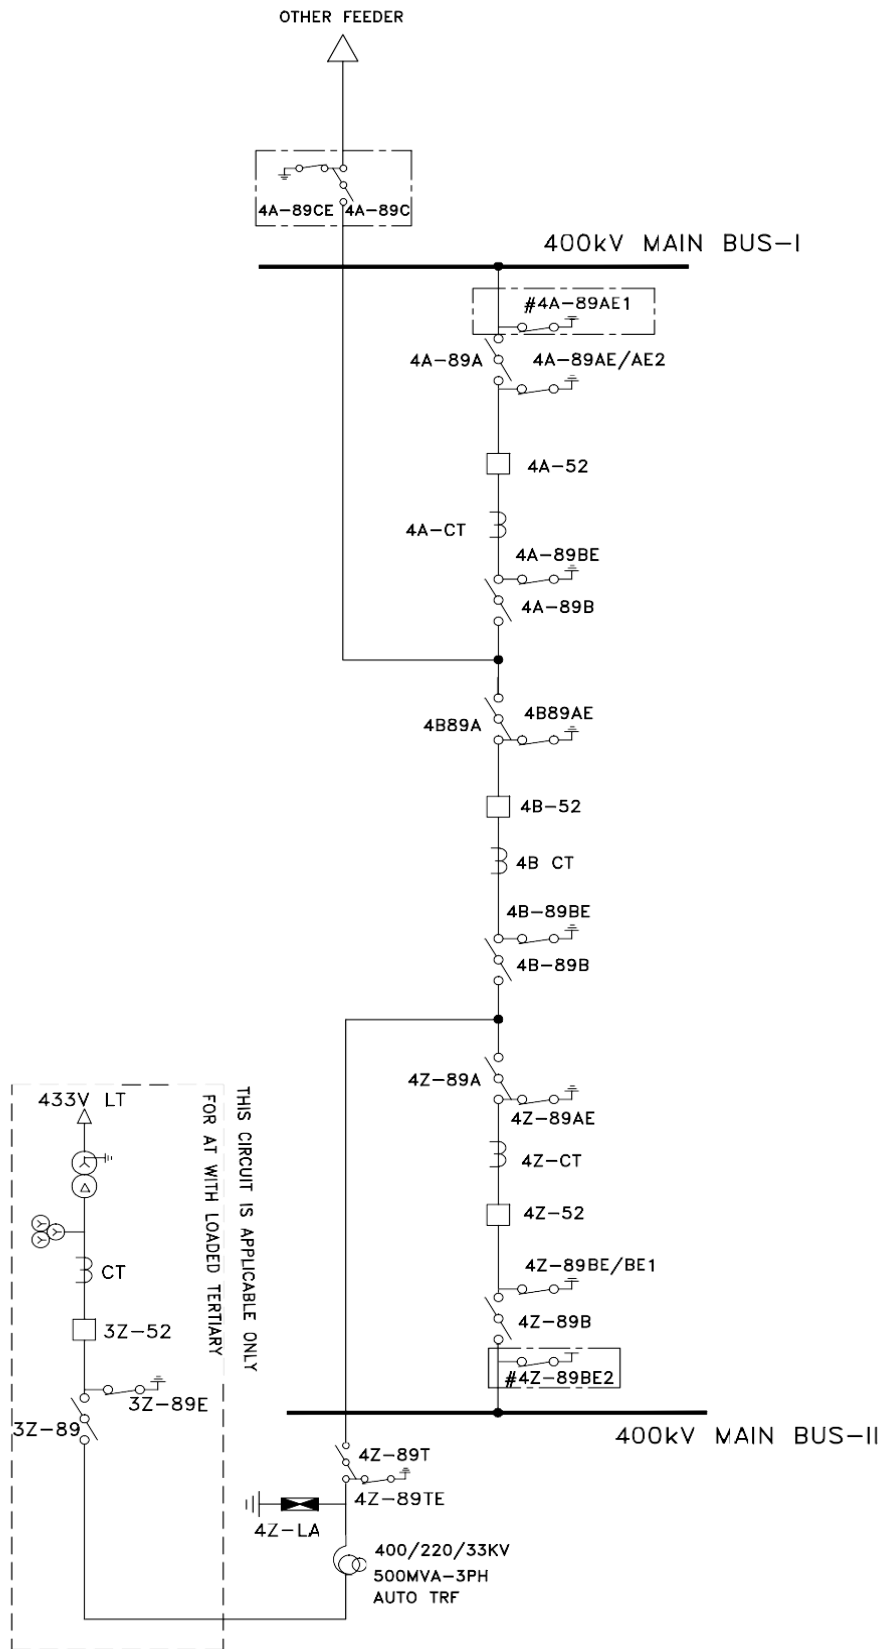 OTHER FEEDER
4A-89CE 4A-89C
400kV MAIN BUS-I
#4A-89AE1
4A-89A
4A-89AE/AE2
4A-52
4A-CT
4A-89BE
4A-89B
4B89AE
4B89A
4B-52
4B CT
4B-89BE
4B-89B
4Z-89A
4Z-89AE
4Z-CT
4Z-52
4Z-89BE/BE1
4Z-89B
#4Z-89BE2
400kV MAIN BUS-II
433V LT
THIS CIRCUIT IS APPLICABLE ONLY
FOR AT WITH LOADED TERTIARY
CT
3Z-52
3Z-89E
3Z-89
4Z-89T
4Z-89TE
4Z-LA
400/220/33KV
500MVA-3PH
AUTO TRF